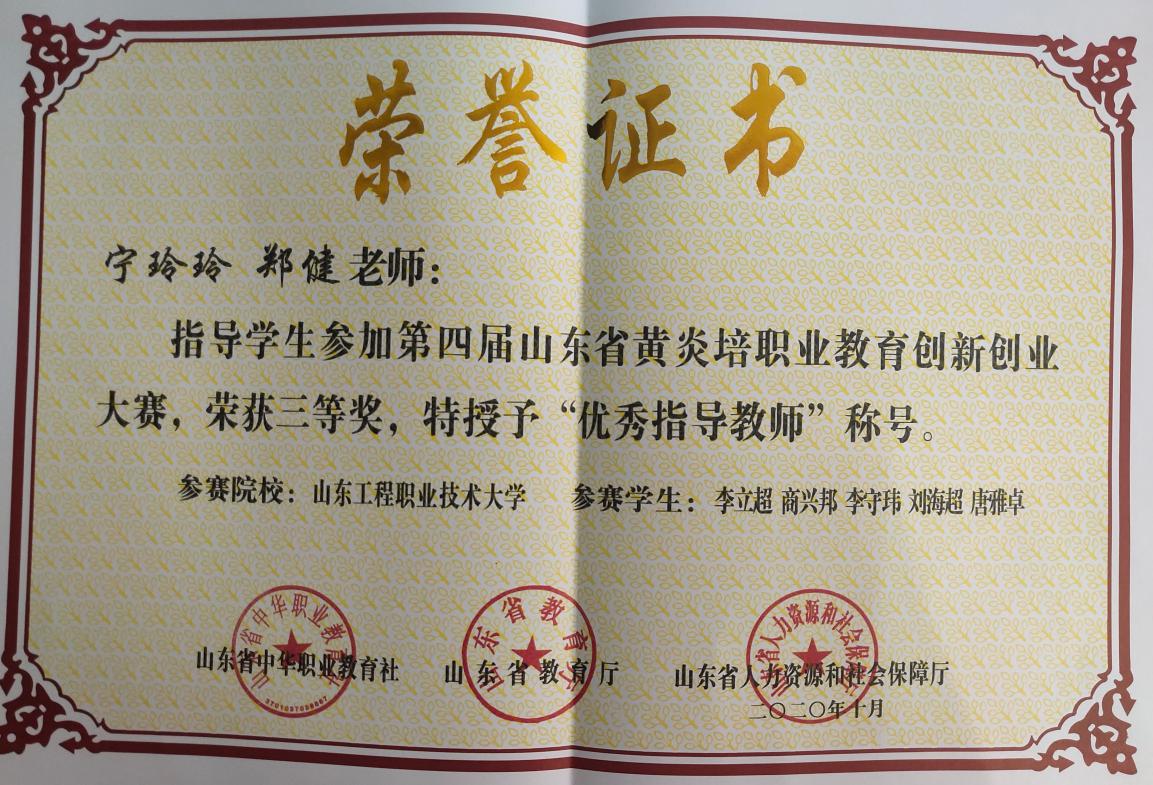 荣誉证书
宁玲玲 郑健老师：
指导学生参加第四届山东省黄炎培职业教育创新创业
大赛，荣获三等奖，特授予“优秀指导教师”称号。
参赛院校：山东工程职业技术大学 参赛学生：李立超 商兴邦 李守玮 刘海超 唐雅卓
山东省中华职业教育社 山东省教育厅 山东省人力资源和社会保障厅
二〇二〇年十月